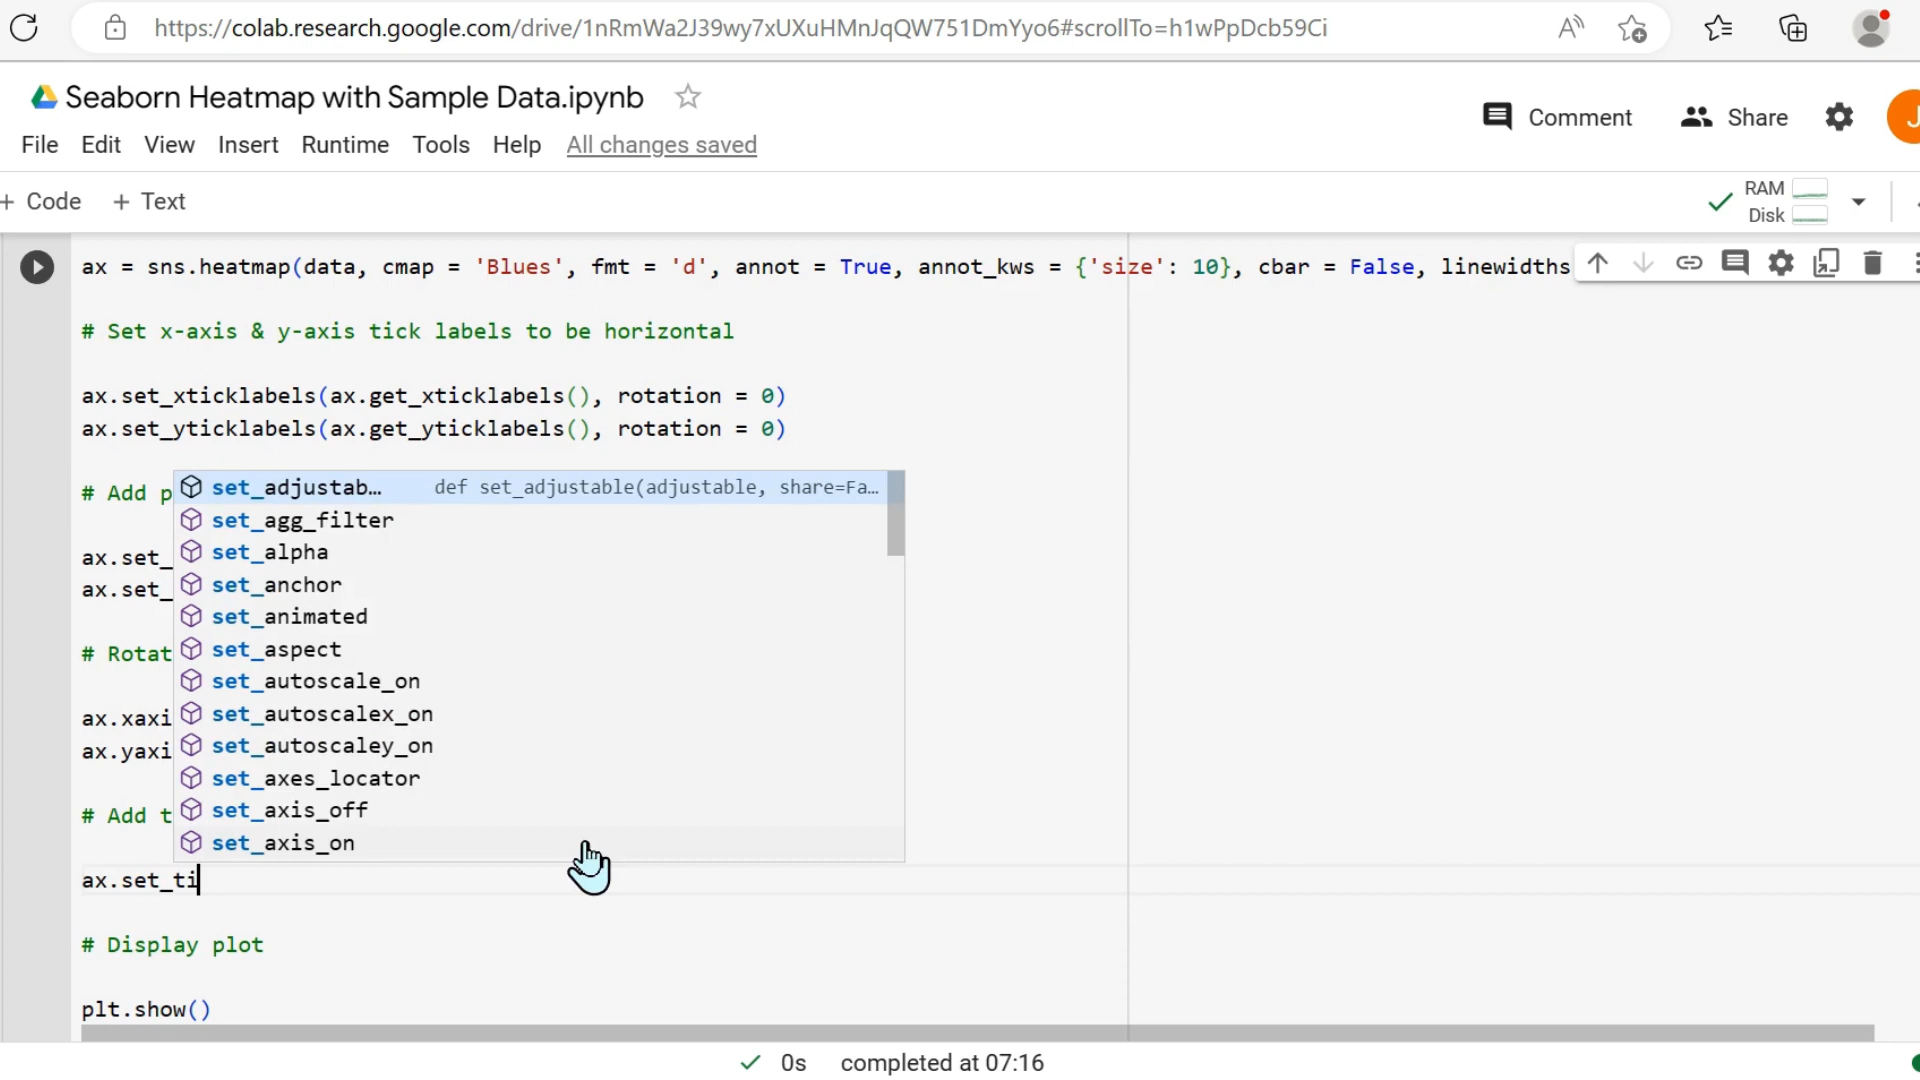 https://colab.research.google.com/drive/1nRmWa2J39wy7xUXuHMnJqQW751DmYyo6#scrollTo=h1wPpDcb59Ci
Seaborn Heatmap with Sample Data.ipynb
Comment Share
File Edit View Insert Runtime Tools Help All changes saved
+ Code + Text
RAM
Disk
ax = sns.heatmap(data, cmap = 'Blues', fmt = 'd', annot = True, annot_kws = {'size': 10}, cbar = False, linewidths
# Set x-axis & y-axis tick labels to be horizontal
ax.set_xticklabels(ax.get_xticklabels(), rotation = 0)
ax.set_yticklabels(ax.get_yticklabels(), rotation = 0)
# Add p
set_adjustab... def set_adjustable(adjustable, share=Fa...
set_agg_filter
set_alpha
ax.set_
set_anchor
ax.set_
set_animated
set_aspect
# Rotat
set_autoscale_on
set_autoscalex_on
ax.xaxi
set_autoscaley_on
ax.yaxi
set_axes_locator
set_axis_off
# Add t
set_axis_on
ax.set_ti
# Display plot
plt.show()
0s completed at 07:16
J